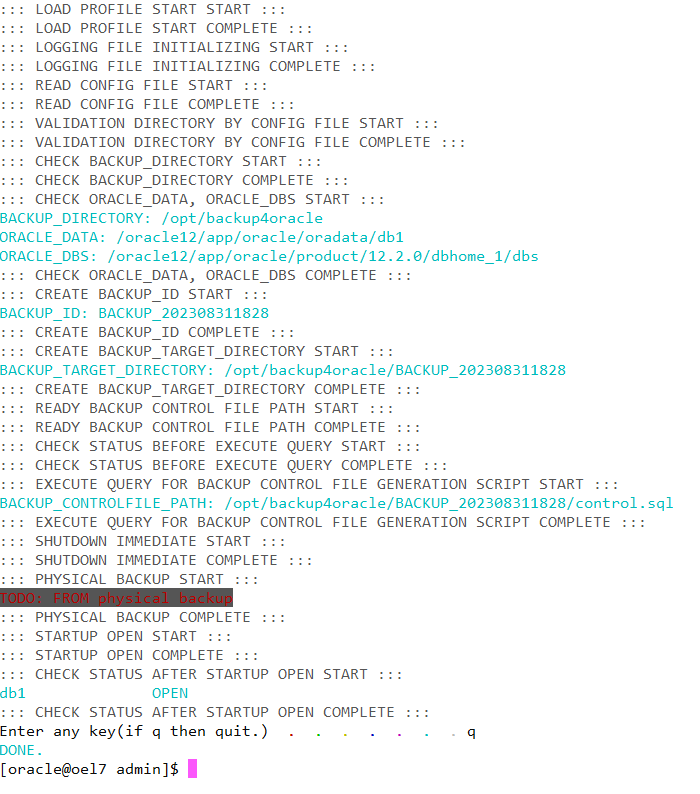 ::: LOAD PROFILE START START :::
::: LOAD PROFILE START COMPLETE :::
::: LOGGING FILE INITIALIZING START :::
::: LOGGING FILE INITIALIZING COMPLETE :::
::: READ CONFIG FILE START :::
::: READ CONFIG FILE COMPLETE :::
::: VALIDATION DIRECTORY BY CONFIG FILE START :::
::: VALIDATION DIRECTORY BY CONFIG FILE COMPLETE :::
::: CHECK BACKUP_DIRECTORY START :::
::: CHECK BACKUP_DIRECTORY COMPLETE :::
::: CHECK ORACLE_DATA, ORACLE_DBS START :::
BACKUP_DIRECTORY: /opt/backup4oracle
ORACLE_DATA: /oracle12/app/oracle/oradata/db1
ORACLE_DBS: /oracle12/app/oracle/product/12.2.0/dbhome_1/dbs
::: CHECK ORACLE_DATA, ORACLE_DBS COMPLETE :::
::: CREATE BACKUP_ID START :::
BACKUP_ID: BACKUP_202308311828
::: CREATE BACKUP_ID COMPLETE :::
::: CREATE BACKUP_TARGET_DIRECTORY START :::
BACKUP_TARGET_DIRECTORY: /opt/backup4oracle/BACKUP_202308311828
::: CREATE BACKUP_TARGET_DIRECTORY COMPLETE :::
::: READY BACKUP CONTROL FILE PATH START :::
::: READY BACKUP CONTROL FILE PATH COMPLETE :::
::: CHECK STATUS BEFORE EXECUTE QUERY START :::
::: CHECK STATUS BEFORE EXECUTE QUERY COMPLETE :::
::: EXECUTE QUERY FOR BACKUP CONTROL FILE GENERATION SCRIPT START :::
BACKUP_CONTROLFILE_PATH: /opt/backup4oracle/BACKUP_202308311828/control.sql
::: EXECUTE QUERY FOR BACKUP CONTROL FILE GENERATION SCRIPT COMPLETE :::
::: SHUTDOWN IMMEDIATE START :::
::: SHUTDOWN IMMEDIATE COMPLETE :::
::: PHYSICAL BACKUP START :::
TODO: FROM physical backup
::: PHYSICAL BACKUP COMPLETE :::
::: STARTUP OPEN START :::
::: STARTUP OPEN COMPLETE :::
::: CHECK STATUS AFTER STARTUP OPEN START :::
db1              OPEN
::: CHECK STATUS AFTER STARTUP OPEN COMPLETE :::
Enter any key(if q then quit.)  .  .  .  .  .  .  . q
DONE.
[oracle@oel7 admin]$